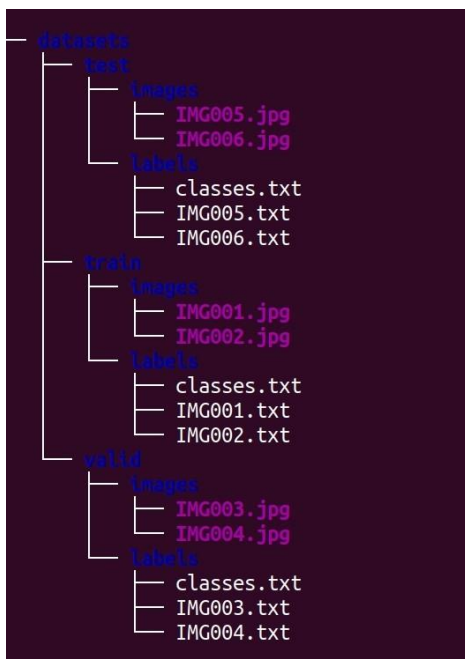 datasets
test
images
IMG005.jpg
IMG006.jpg
labels
classes.txt
IMG005.txt
IMG006.txt
train
images
IMG001.jpg
IMG002.jpg
labels
classes.txt
IMG001.txt
IMG002.txt
valid
images
IMG003.jpg
IMG004.jpg
labels
classes.txt
IMG003.txt
IMG004.txt